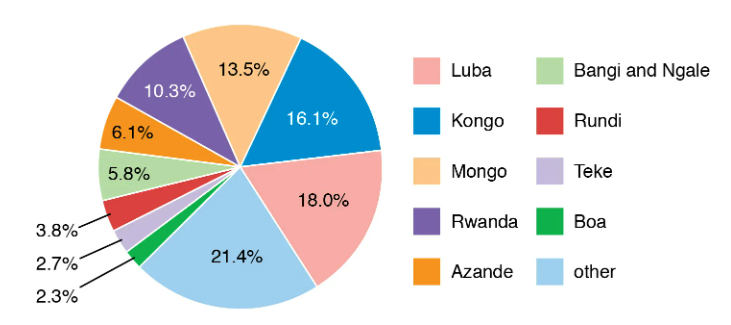 13.5%
10.3%
16.1%
6.1%
5.8%
18.0%
3.8%
21.4%
2.7%
2.3%
Luba
Kongo
Mongo
Rwanda
Azande
Bangi and Ngale
Rundi
Teke
Boa
other